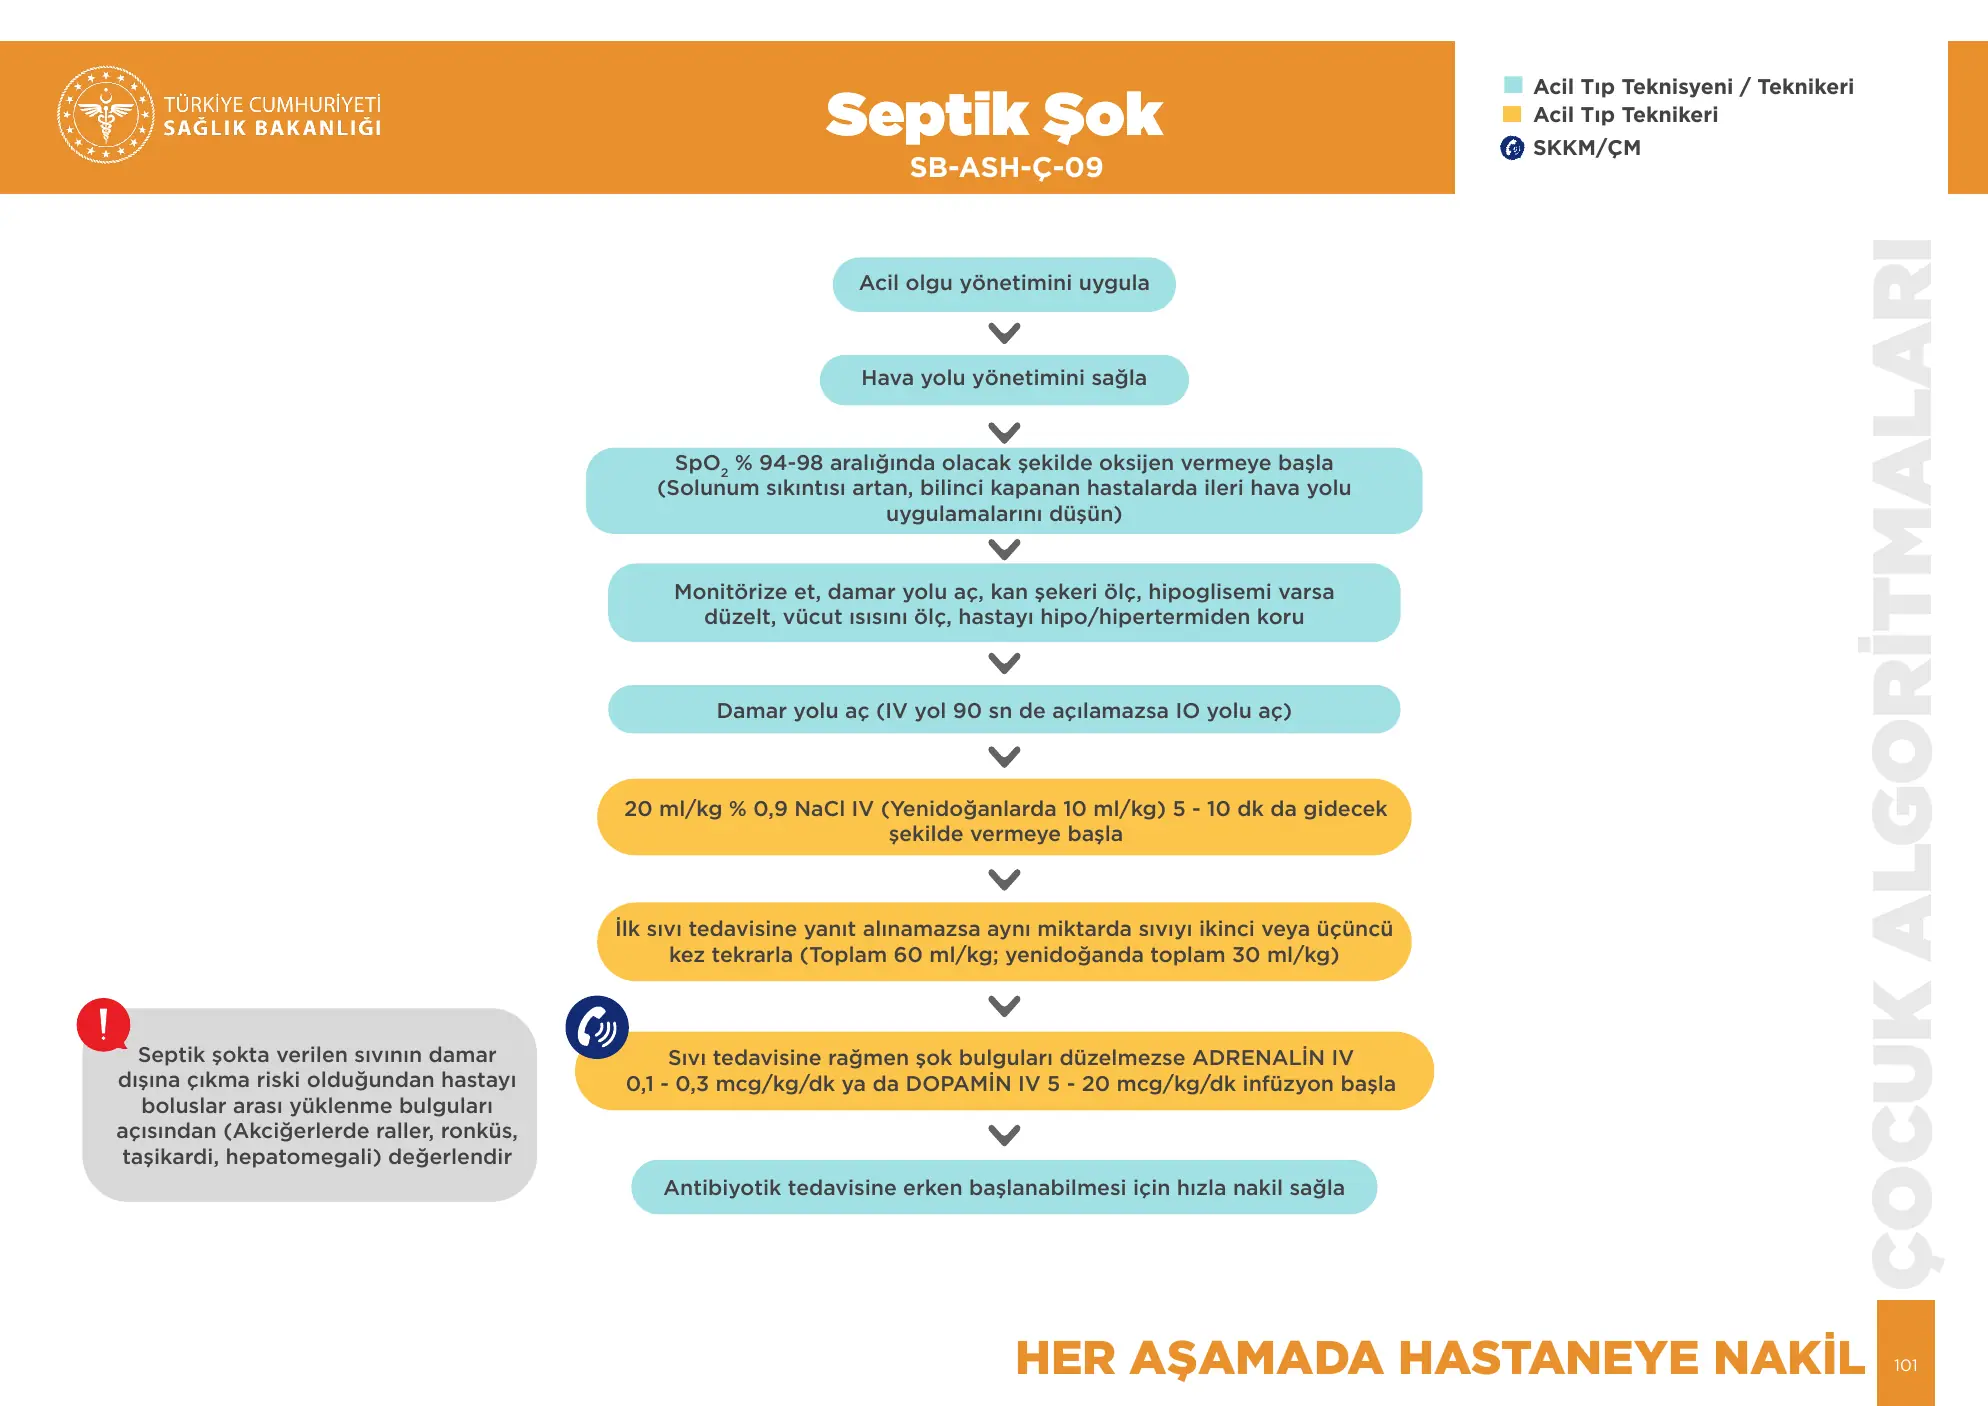 TÜRKİYE CUMHURİYETİ
SAĞLIK BAKANLIĞI
Septik Şok
SB-ASH-Ç-09
Acil Tıp Teknisyeni / Teknikeri
Acil Tıp Teknikeri
SKKM/ÇM
Acil olgu yönetimini uygula
Hava yolu yönetimini sağla
SpO₂ % 94-98 aralığında olacak şekilde oksijen vermeye başla
(Solunum sıkıntısı artan, bilinci kapanan hastalarda ileri hava yolu
uygulamalarını düşün)
Monitörize et, damar yolu aç, kan şekeri ölç, hipoglisemi varsa
düzelt, vücut ısısını ölç, hastayı hipo/hipertermiden koru
Damar yolu aç (IV yol 90 sn de açılamazsa IO yolu aç)
20 ml/kg % 0,9 NaCl IV (Yenidoğanlarda 10 ml/kg) 5 - 10 dk da gidecek
şekilde vermeye başla
İlk sıvı tedavisine yanıt alınamazsa aynı miktarda sıvıyı ikinci veya üçüncü
kez tekrarla (Toplam 60 ml/kg; yenidoğanda toplam 30 ml/kg)
Sıvı tedavisine rağmen şok bulguları düzelmezse ADRENALİN IV
0,1 - 0,3 mcg/kg/dk ya da DOPAMİN IV 5 - 20 mcg/kg/dk infüzyon başla
Antibiyotik tedavisine erken başlanabilmesi için hızla nakil sağla
!
Septik şokta verilen sıvının damar
dışına çıkma riski olduğundan hastayı
boluslar arası yüklenme bulguları
açısından (Akciğerlerde raller, ronküs,
taşikardi, hepatomegali) değerlendir
ÇOCUK ALGORİTMALARI
HER AŞAMADA HASTANEYE NAKİL
101